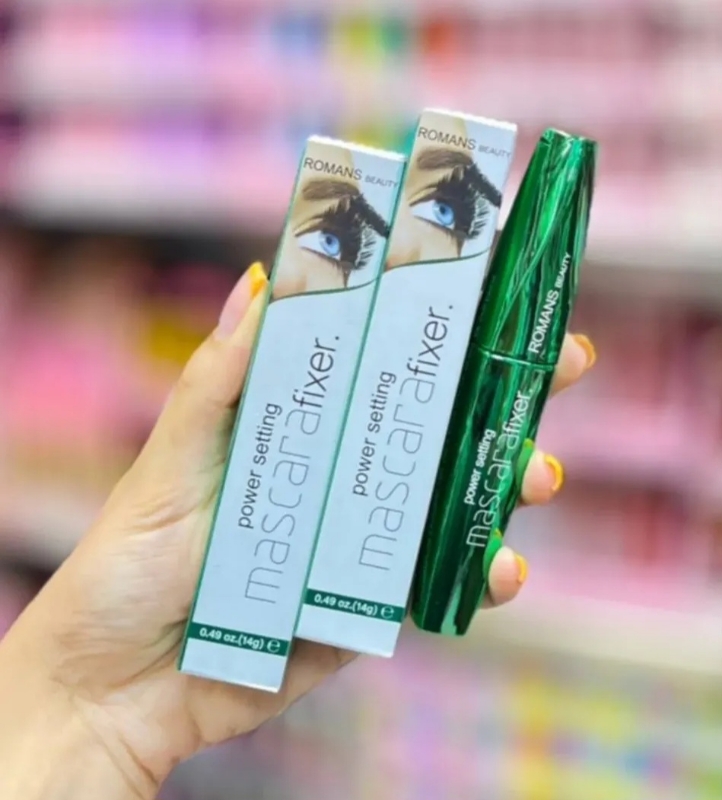 ROMANS BEAUTY
power setting
mascarafixer.
0.49 oz.(14g) ℮
ROMANS BEAUTY
power setting
mascarafixer.
0.49 oz.(14g) ℮
ROMANS BEAUTY
power setting
mascarafixer.